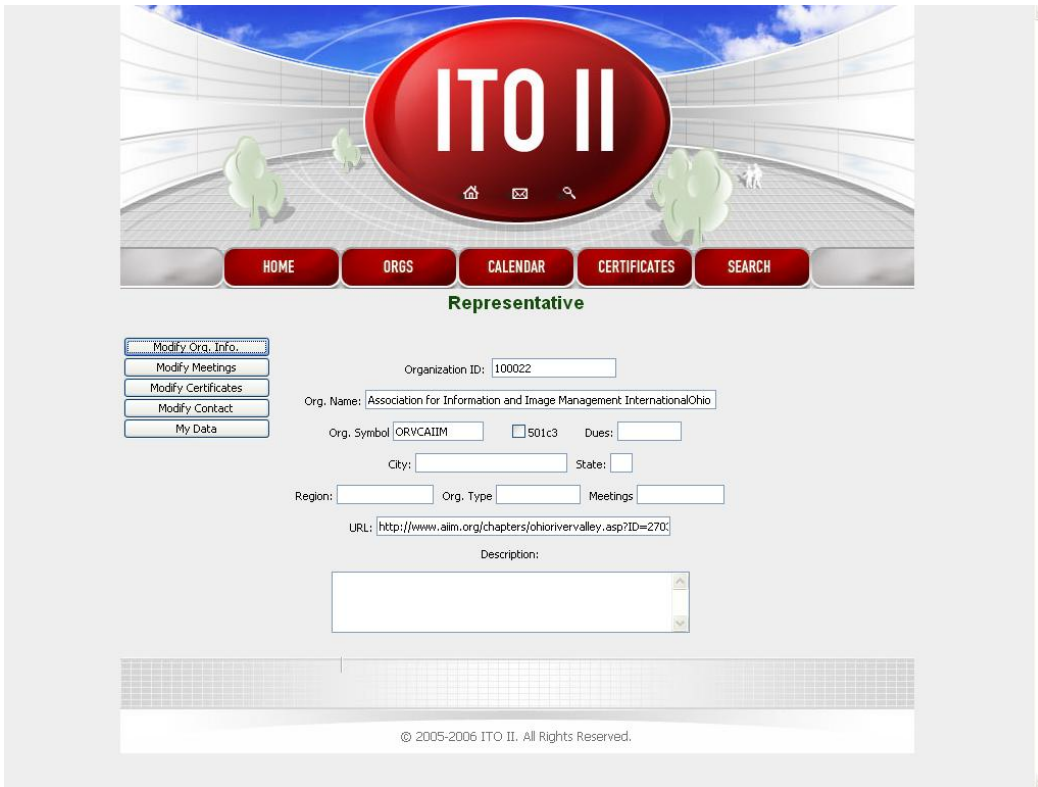 ITO II
HOME ORGS CALENDAR CERTIFICATES SEARCH
Representative
Modify Org. Info.
Modify Meetings
Modify Certificates
Modify Contact
My Data
Organization ID: 100022
Org. Name: Association for Information and Image Management InternationalOhio
Org. Symbol ORVCAIIM 501c3 Dues:
City: State:
Region: Org. Type Meetings
URL: http://www.aiim.org/chapters/ohiorivervalley.asp?ID=2703
Description:
© 2005-2006 ITO II. All Rights Reserved.